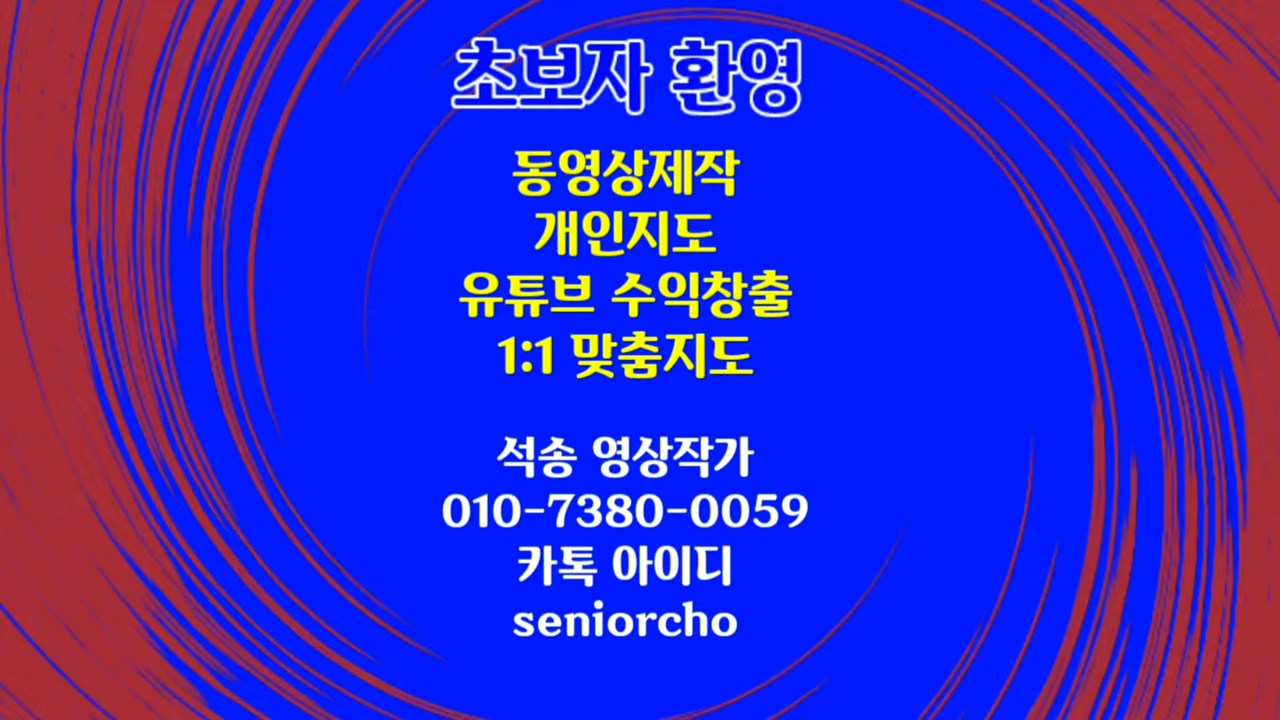 초보자 환영
동영상제작
개인지도
유튜브 수익창출
1:1 맞춤지도
석송 영상작가
010-7380-0059
카톡 아이디
seniorcho